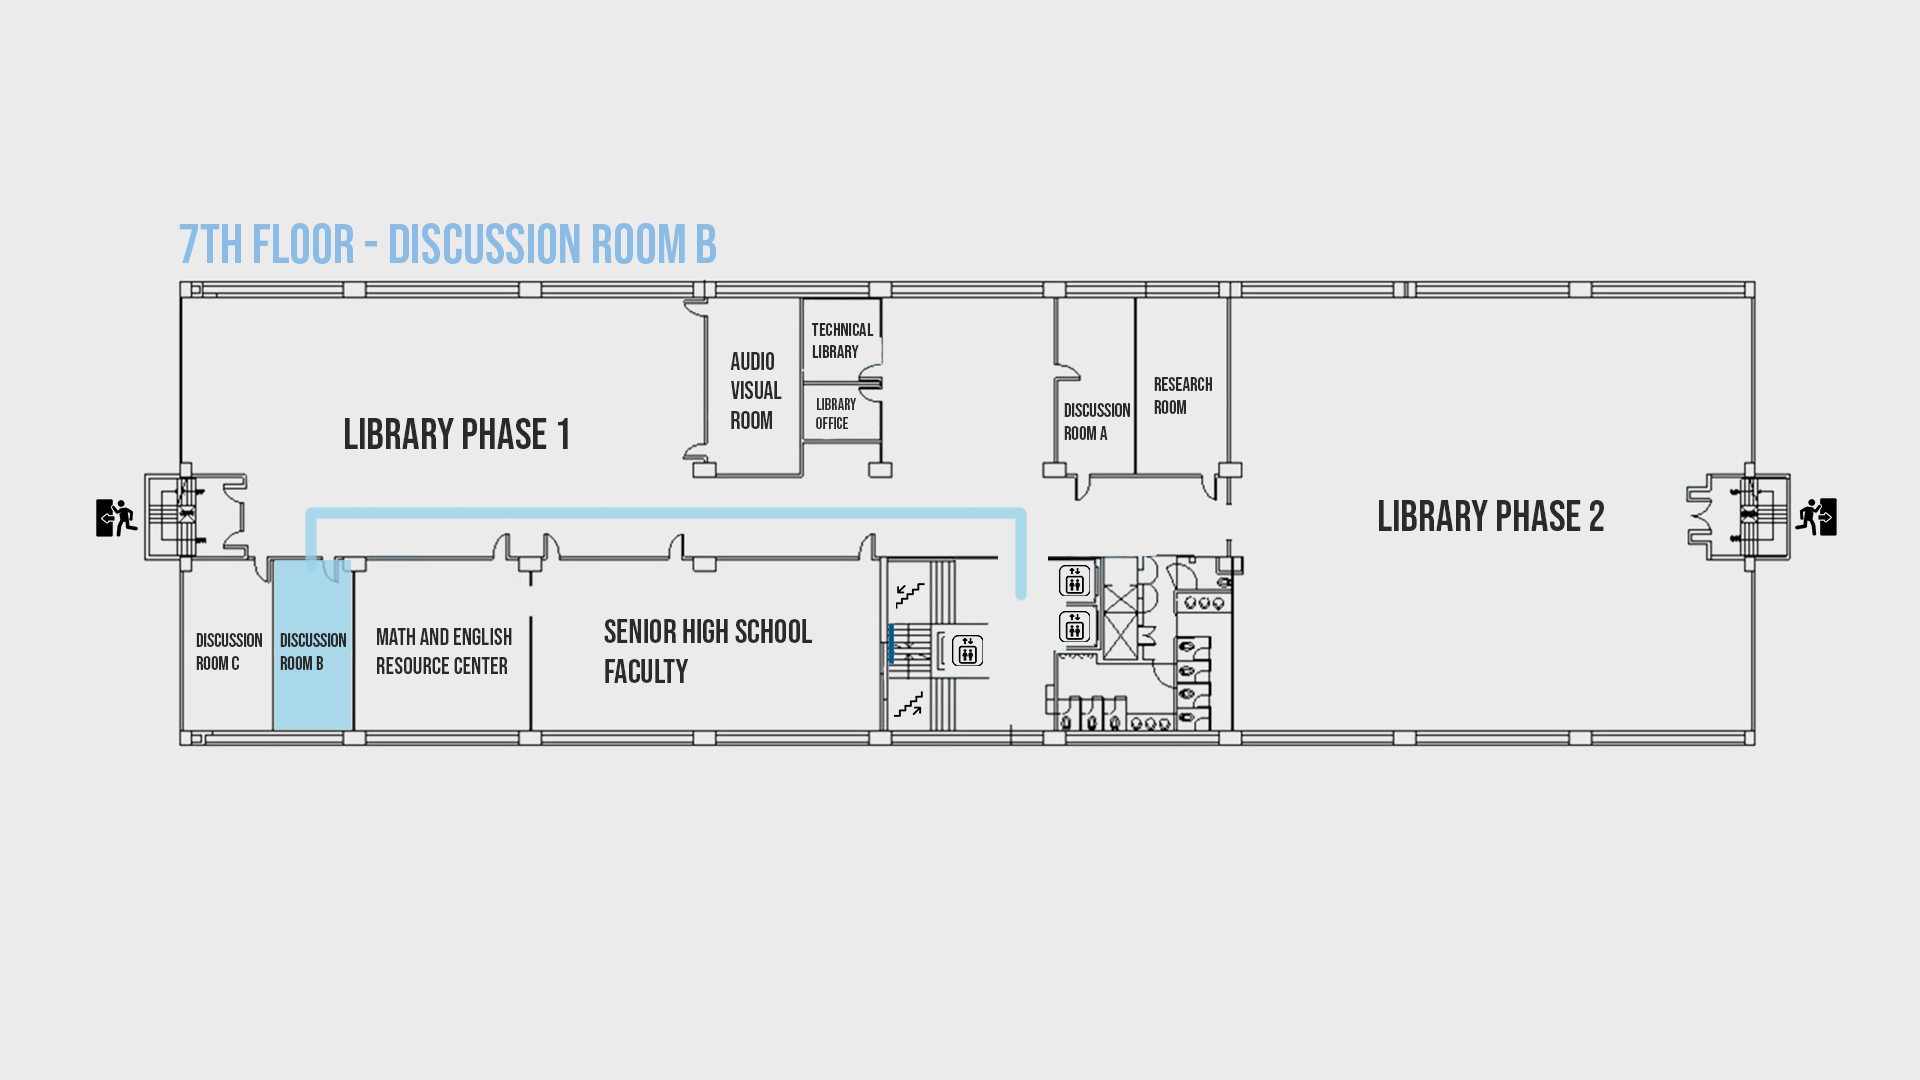 7TH FLOOR - DISCUSSION ROOM B
LIBRARY PHASE 1
AUDIO
VISUAL
ROOM
TECHNICAL
LIBRARY
LIBRARY
OFFICE
DISCUSSION
ROOM A
RESEARCH
ROOM
LIBRARY PHASE 2
DISCUSSION
ROOM C
DISCUSSION
ROOM B
MATH AND ENGLISH
RESOURCE CENTER
SENIOR HIGH SCHOOL
FACULTY